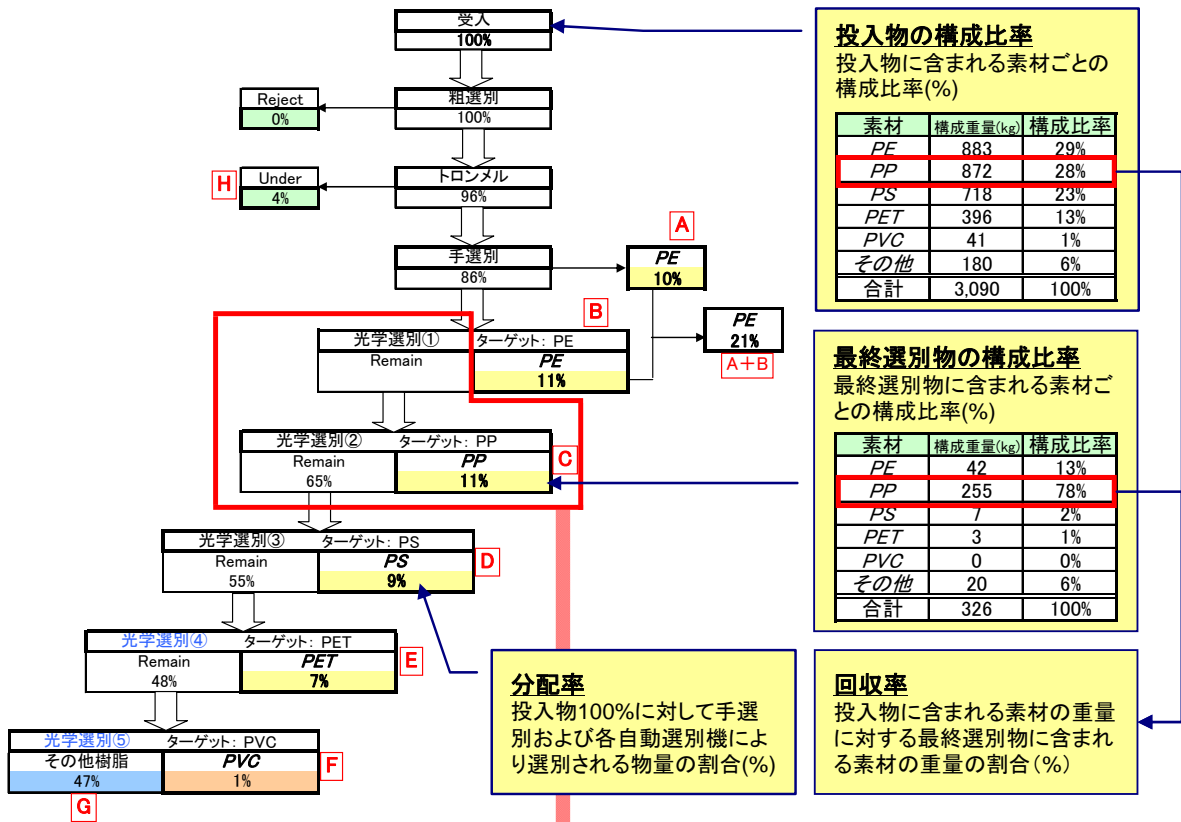 受入
100%
粗選別
100%
Reject
0%
トロンメル
96%
H
Under
4%
手選別
86%
A
PE
10%
B
光学選別① ターゲット: PE
Remain
PE
11%
PE
21%
A+B
光学選別② ターゲット: PP
Remain
65%
PP
11%
C
光学選別③ ターゲット: PS
Remain
55%
PS
9%
D
光学選別④ ターゲット: PET
Remain
48%
PET
7%
E
光学選別⑤ ターゲット: PVC
その他樹脂
47%
PVC
1%
F
G
投入物の構成比率
投入物に含まれる素材ごとの
構成比率(%)
素材 構成重量(kg) 構成比率
PE 883 29%
PP 872 28%
PS 718 23%
PET 396 13%
PVC 41 1%
その他 180 6%
合計 3,090 100%
最終選別物の構成比率
最終選別物に含まれる素材ご
との構成比率(%)
素材 構成重量(kg) 構成比率
PE 42 13%
PP 255 78%
PS 7 2%
PET 3 1%
PVC 0 0%
その他 20 6%
合計 326 100%
分配率
投入物100%に対して手選
別および各自動選別機によ
り選別される物量の割合(%)
回収率
投入物に含まれる素材の重量
に対する最終選別物に含まれ
る素材の重量の割合(%)